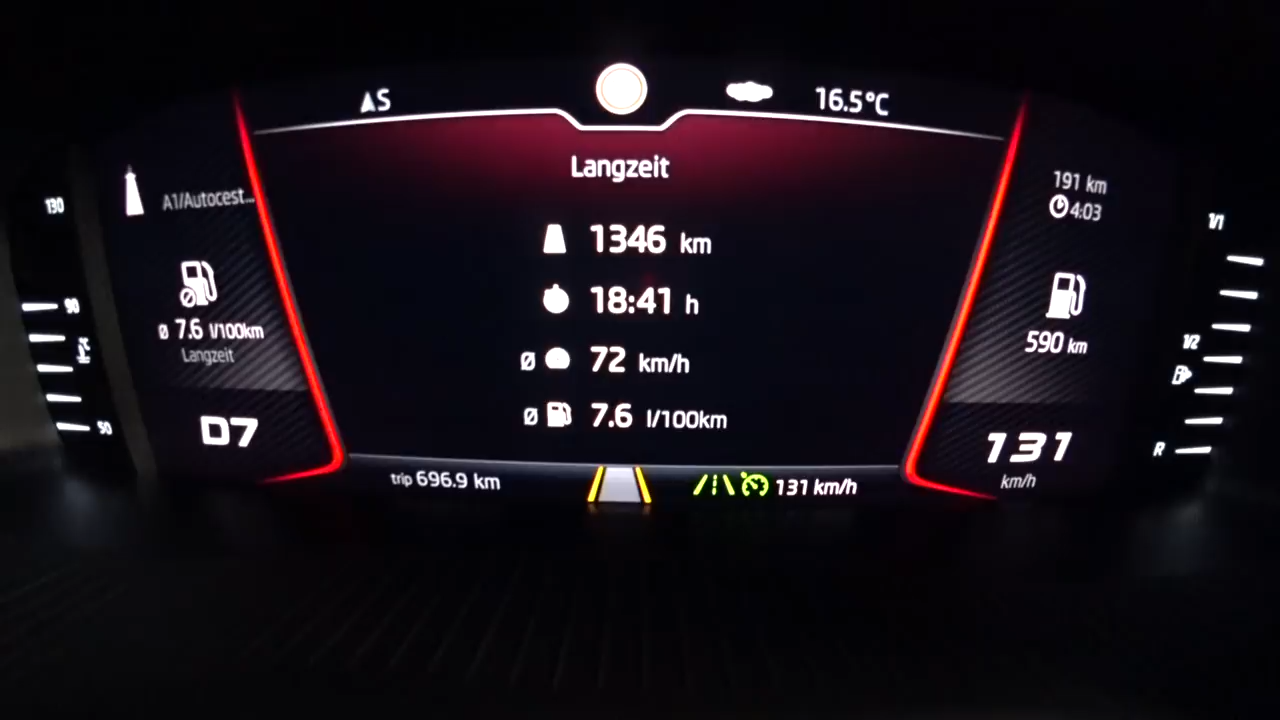 S
16.5°C
Langzeit
1346 km
18:41 h
Ø 72 km/h
Ø 7.6 l/100km
130
90
50
A1/Autocest...
Ø 7.6 l/100km
Langzeit
D7
trip 696.9 km
131 km/h
191 km
4:03
590 km
131
km/h
1/1
1/2
R